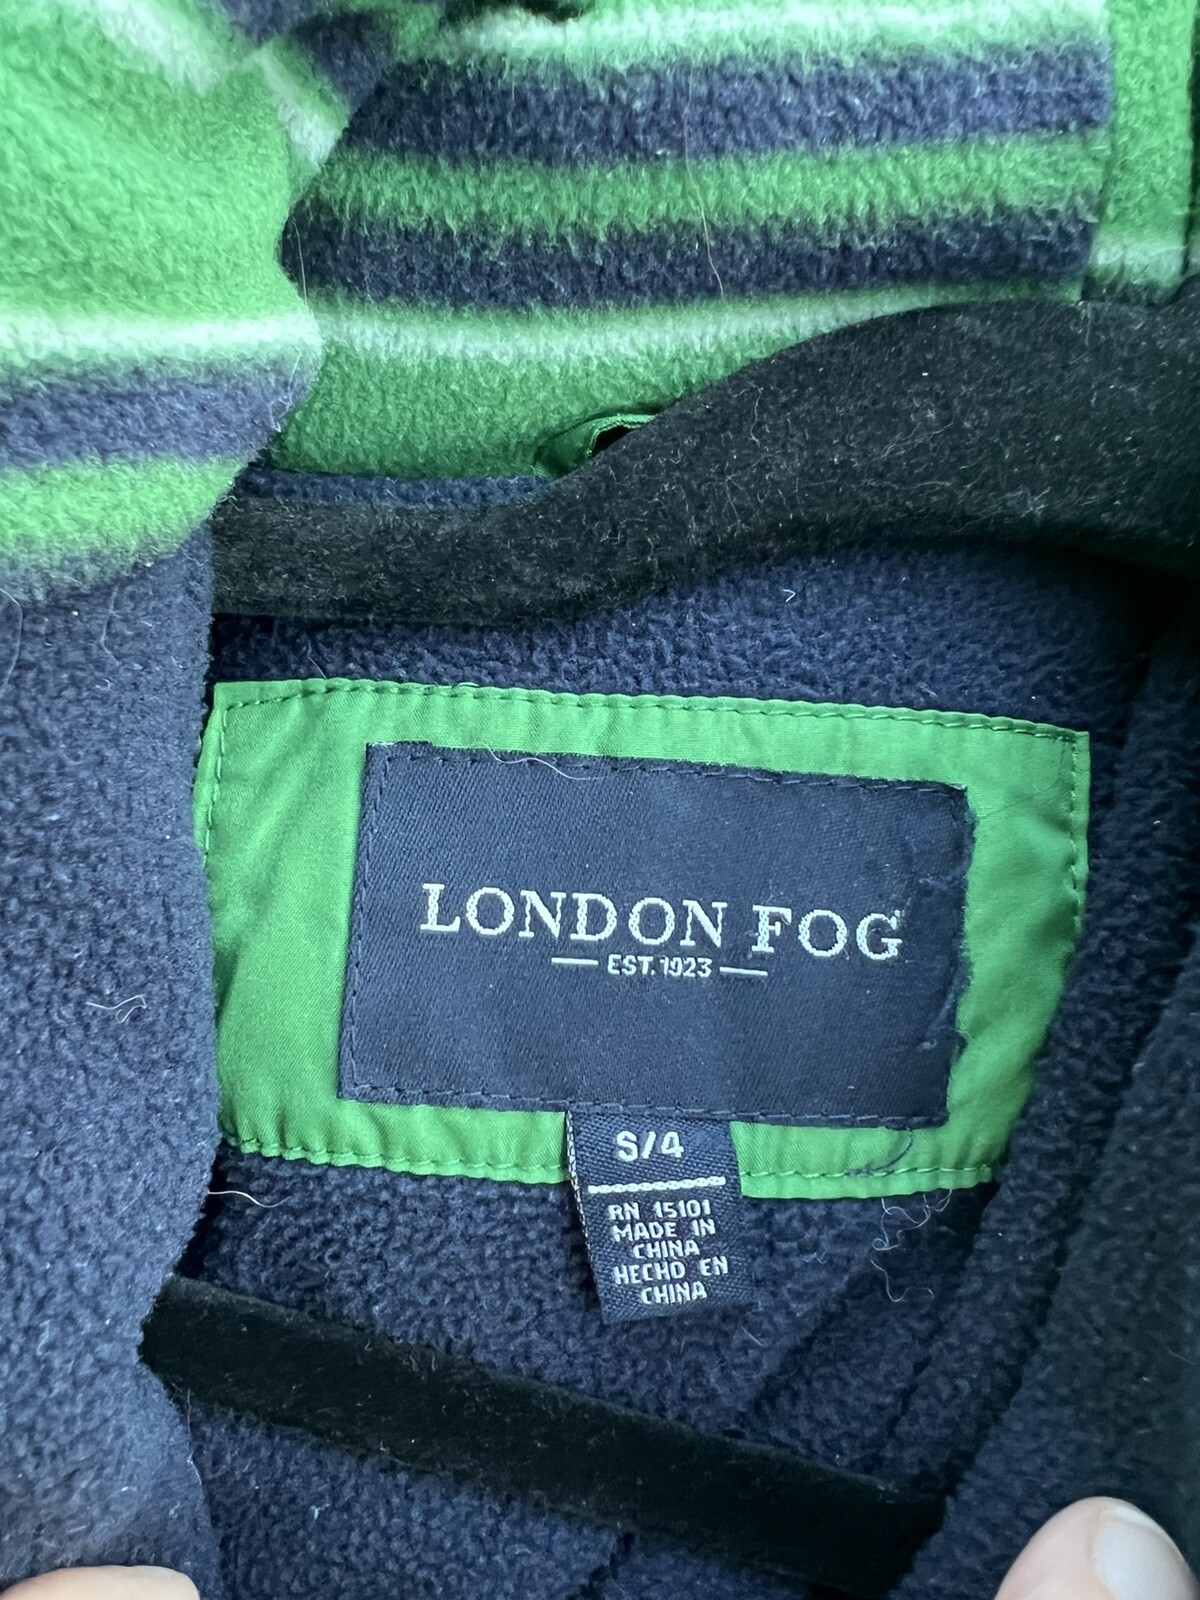 LONDON FOG
EST. 1923
S/4
RN 15101
MADE IN
CHINA
HECHO EN
CHINA